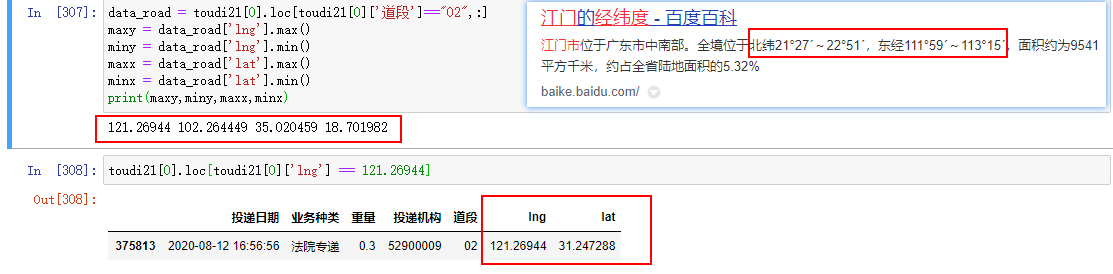 In [307]:
data_road = toudi21[0].loc[toudi21[0]['道段']=="02",:]
maxy = data_road['lng'].max()
miny = data_road['lng'].min()
maxx = data_road['lat'].max()
minx = data_road['lat'].min()
print(maxy,miny,maxx,minx)
121.26944 102.264449 35.020459 18.701982
江门的经纬度 - 百度百科
江门市位于广东市中南部。全境位于北纬21°27´～22°51´，东经111°59´～113°15´，面积约为9541
平方千米，约占全省陆地面积的5.32%
baike.baidu.com/
In [308]:
toudi21[0].loc[toudi21[0]['lng'] == 121.26944]
Out[308]:
投递日期 业务种类 重量 投递机构 道段 lng lat
375813 2020-08-12 16:56:56 法院专递 0.3 52900009 02 121.26944 31.247288